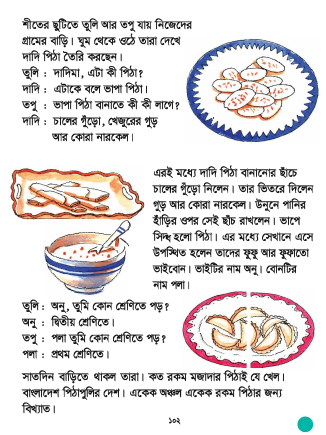 শীতের ছুটিতে তুলি আর তপু যায় নিজেদের
গ্রামের বাড়ি। ঘুম থেকে ওঠে তারা দেখে
দাদি পিঠা তৈরি করছেন।
তুলি : দাদিমা, এটা কী পিঠা?
দাদি : এটাকে বলে ভাপা পিঠা।
তপু : ভাপা পিঠা বানাতে কী কী লাগে?
দাদি : চালের গুঁড়ো, খেজুরের গুড়
আর কোরা নারকেল।
এরই মধ্যে দাদি পিঠা বানানোর ছাঁচে
চালের গুঁড়ো নিলেন। তার ভিতরে দিলেন
গুড় আর কোরা নারকেল। উনুনে পানির
হাঁড়ির ওপর সেই ছাঁচ রাখলেন। ভাপে
সিদ্ধ হলো পিঠা। এর মধ্যে সেখানে এসে
উপস্থিত হলেন তাদের ফুফু আর ফুফাতো
ভাইবোন। ভাইটির নাম অনু। বোনটির
নাম পলা।
তুলি : অনু, তুমি কোন শ্রেণিতে পড়?
অনু : দ্বিতীয় শ্রেণিতে।
তপু : পলা তুমি কোন শ্রেণিতে পড়?
পলা : প্রথম শ্রেণিতে।
সাতদিন বাড়িতে থাকল তারা। কত রকম মজাদার পিঠাই যে খেল।
বাংলাদেশ পিঠাপুলির দেশ। একেক অঞ্চল একেক রকম পিঠার জন্য
বিখ্যাত।
১০২